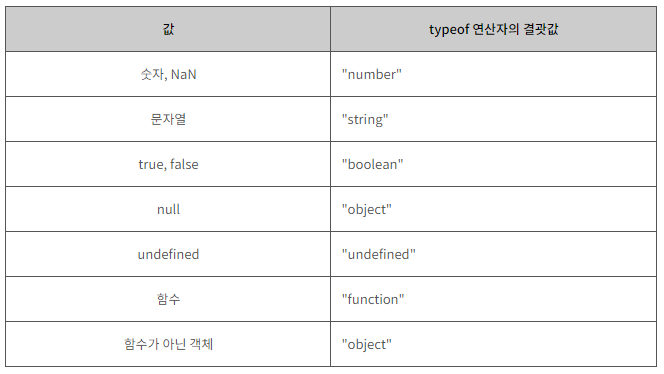 값 typeof 연산자의 결괏값
숫자, NaN "number"
문자열 "string"
true, false "boolean"
null "object"
undefined "undefined"
함수 "function"
함수가 아닌 객체 "object"